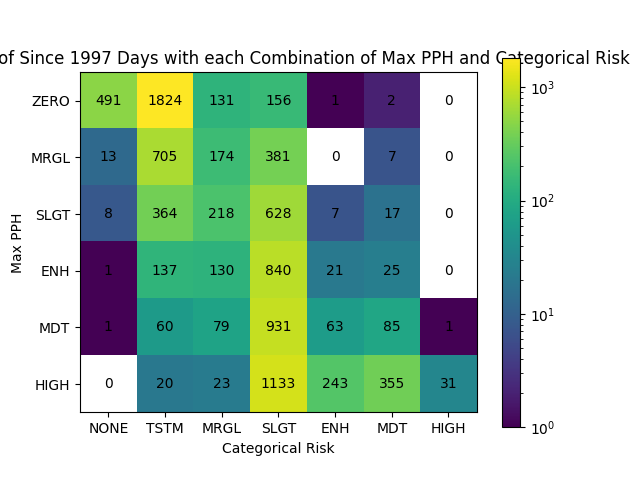 of Since 1997 Days with each Combination of Max PPH and Categorical Risk
ZERO 491 1824 131 156 1 2 0
MRGL 13 705 174 381 0 7 0
SLGT 8 364 218 628 7 17 0
ENH 1 137 130 840 21 25 0
MDT 1 60 79 931 63 85 1
HIGH 0 20 23 1133 243 355 31
NONE TSTM MRGL SLGT ENH MDT HIGH
Categorical Risk
Max PPH
10³
10²
10¹
10⁰